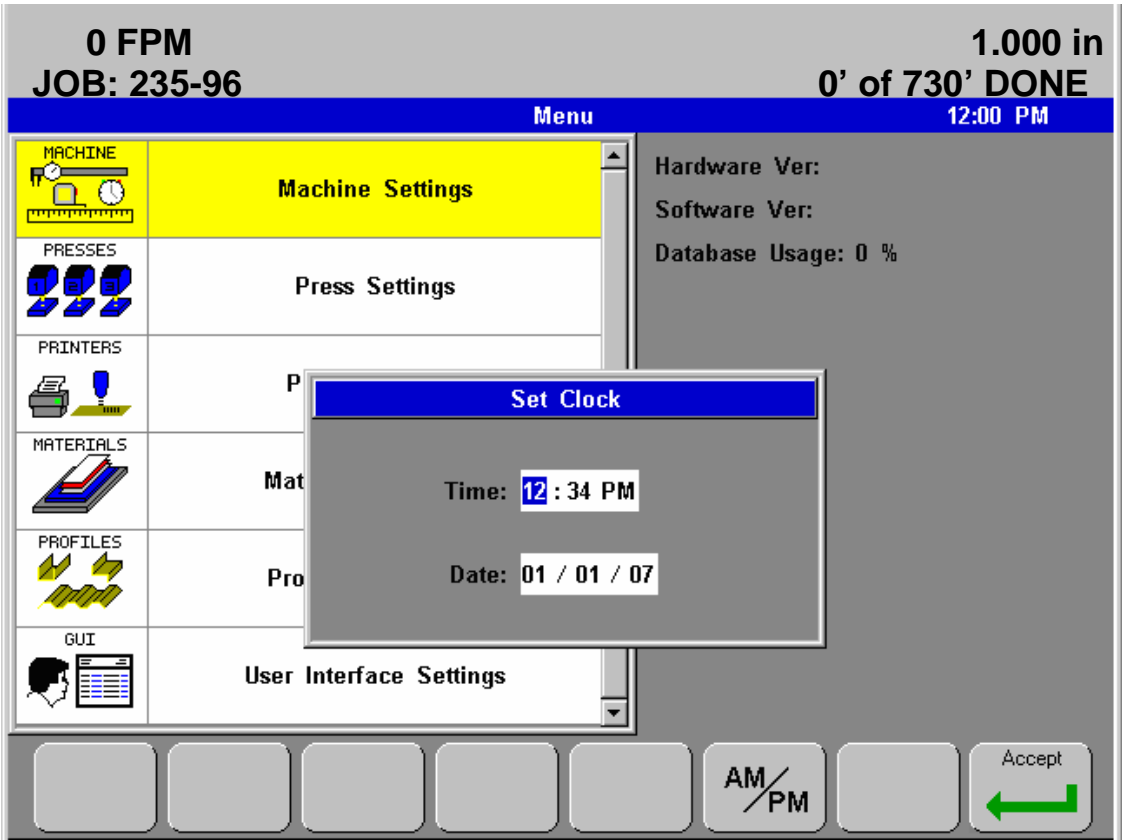 0 FPM
1.000 in
JOB: 235-96
0' of 730' DONE
Menu
12:00 PM
MACHINE
Machine Settings
PRESSES
Press Settings
PRINTERS
P
MATERIALS
Mat
PROFILES
Pro
GUI
User Interface Settings
Hardware Ver:
Software Ver:
Database Usage: 0 %
Set Clock
Time: 12 : 34 PM
Date: 01 / 01 / 07
AM/PM
Accept